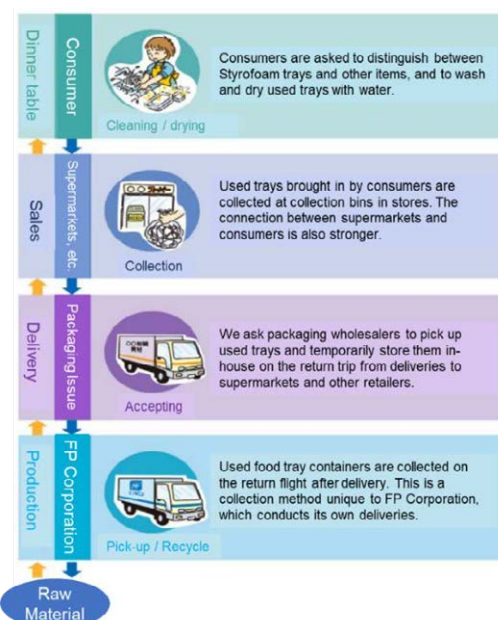 Dinner table
Consumer
Cleaning / drying
Consumers are asked to distinguish between
Styrofoam trays and other items, and to wash
and dry used trays with water.
Sales
Supermarkets, etc.
Collection
Used trays brought in by consumers are
collected at collection bins in stores. The
connection between supermarkets and
consumers is also stronger.
Delivery
Packaging Issue
Accepting
We ask packaging wholesalers to pick up
used trays and temporarily store them in-
house on the return trip from deliveries to
supermarkets and other retailers.
Production
FP Corporation
Pick-up / Recycle
Used food tray containers are collected on
the return flight after delivery. This is a
collection method unique to FP Corporation,
which conducts its own deliveries.
Raw
Material